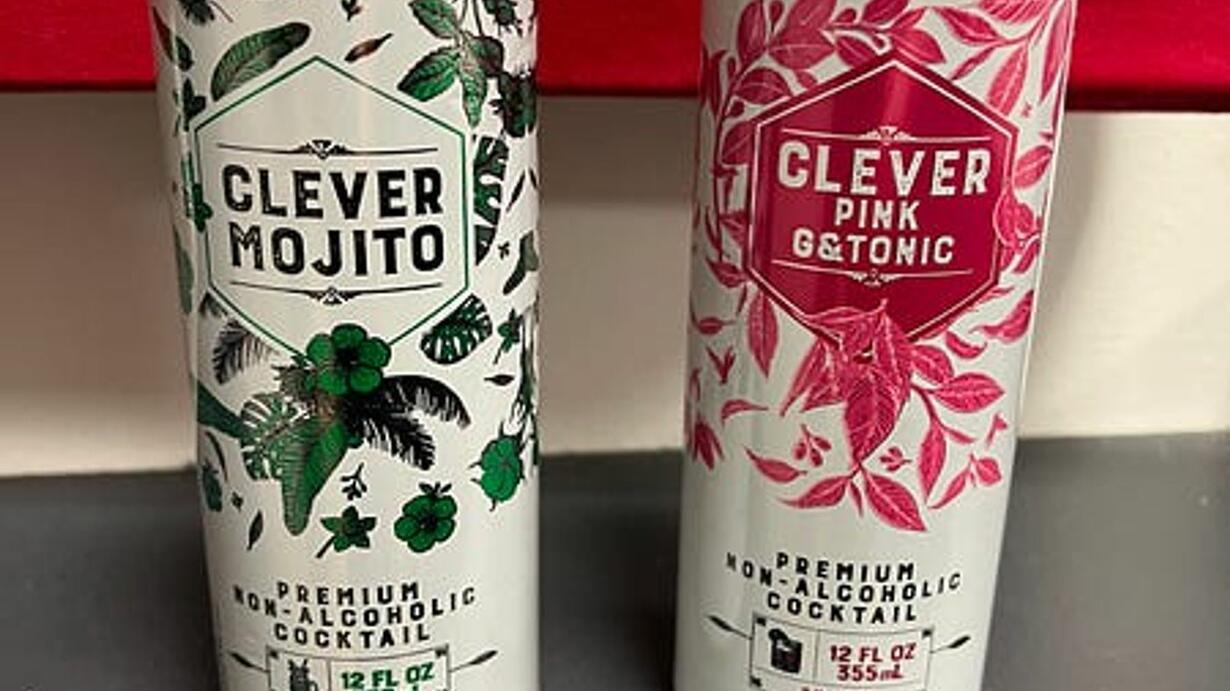 CLEVER
MOJITO
PREMIUM
NON-ALCOHOLIC
COCKTAIL
12 FL OZ
CLEVER
PINK
G&TONIC
PREMIUM
NON-ALCOHOLIC
COCKTAIL
12 FL OZ
355mL